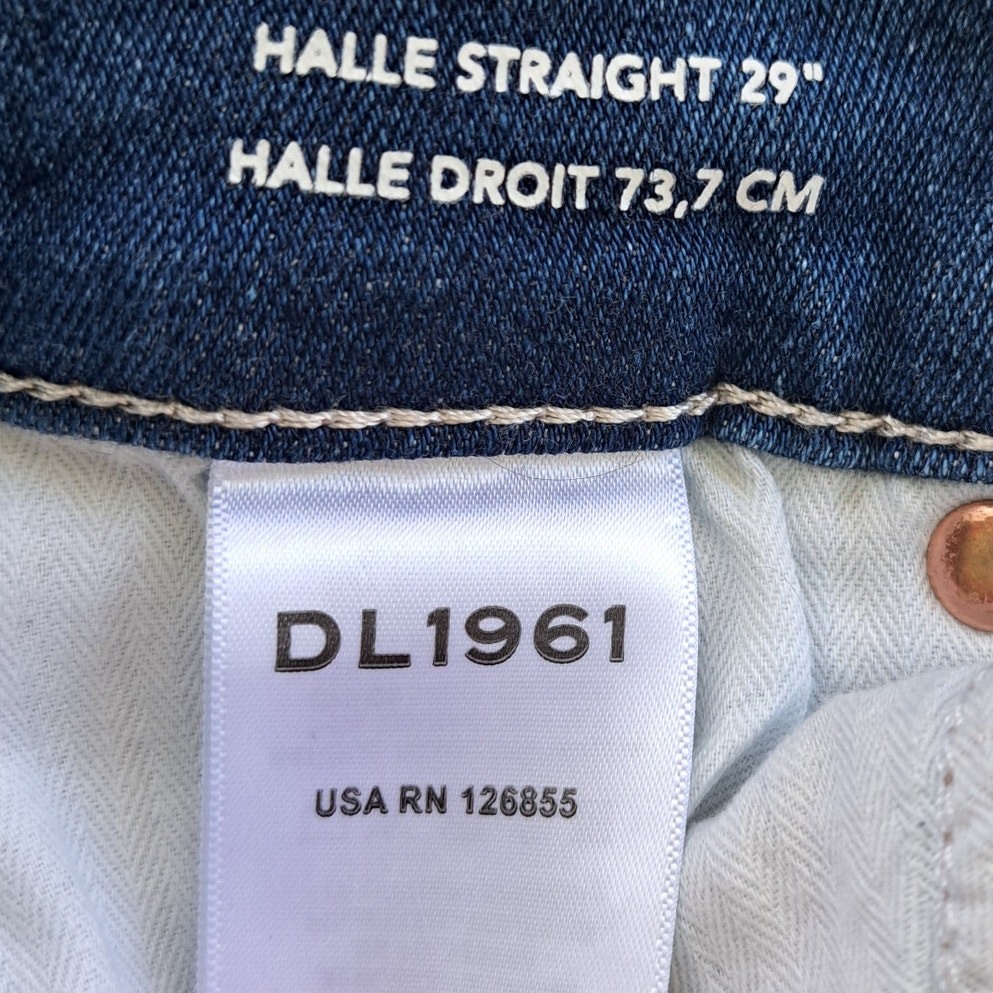 HALLE STRAIGHT 29"
HALLE DROIT 73,7 CM
DL1961
USA RN 126855